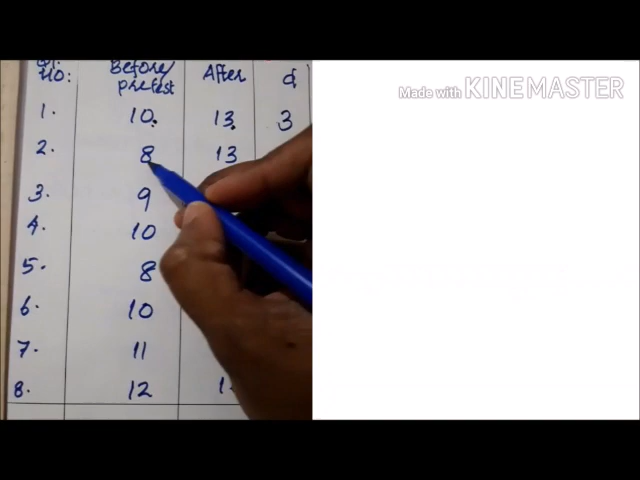 No: Before/ After d
pretest
1. 10. 13. 3
2. 8 13
3. 9
4. 10
5. 8
6. 10
7. 11
8. 12
Made with KINEMASTER